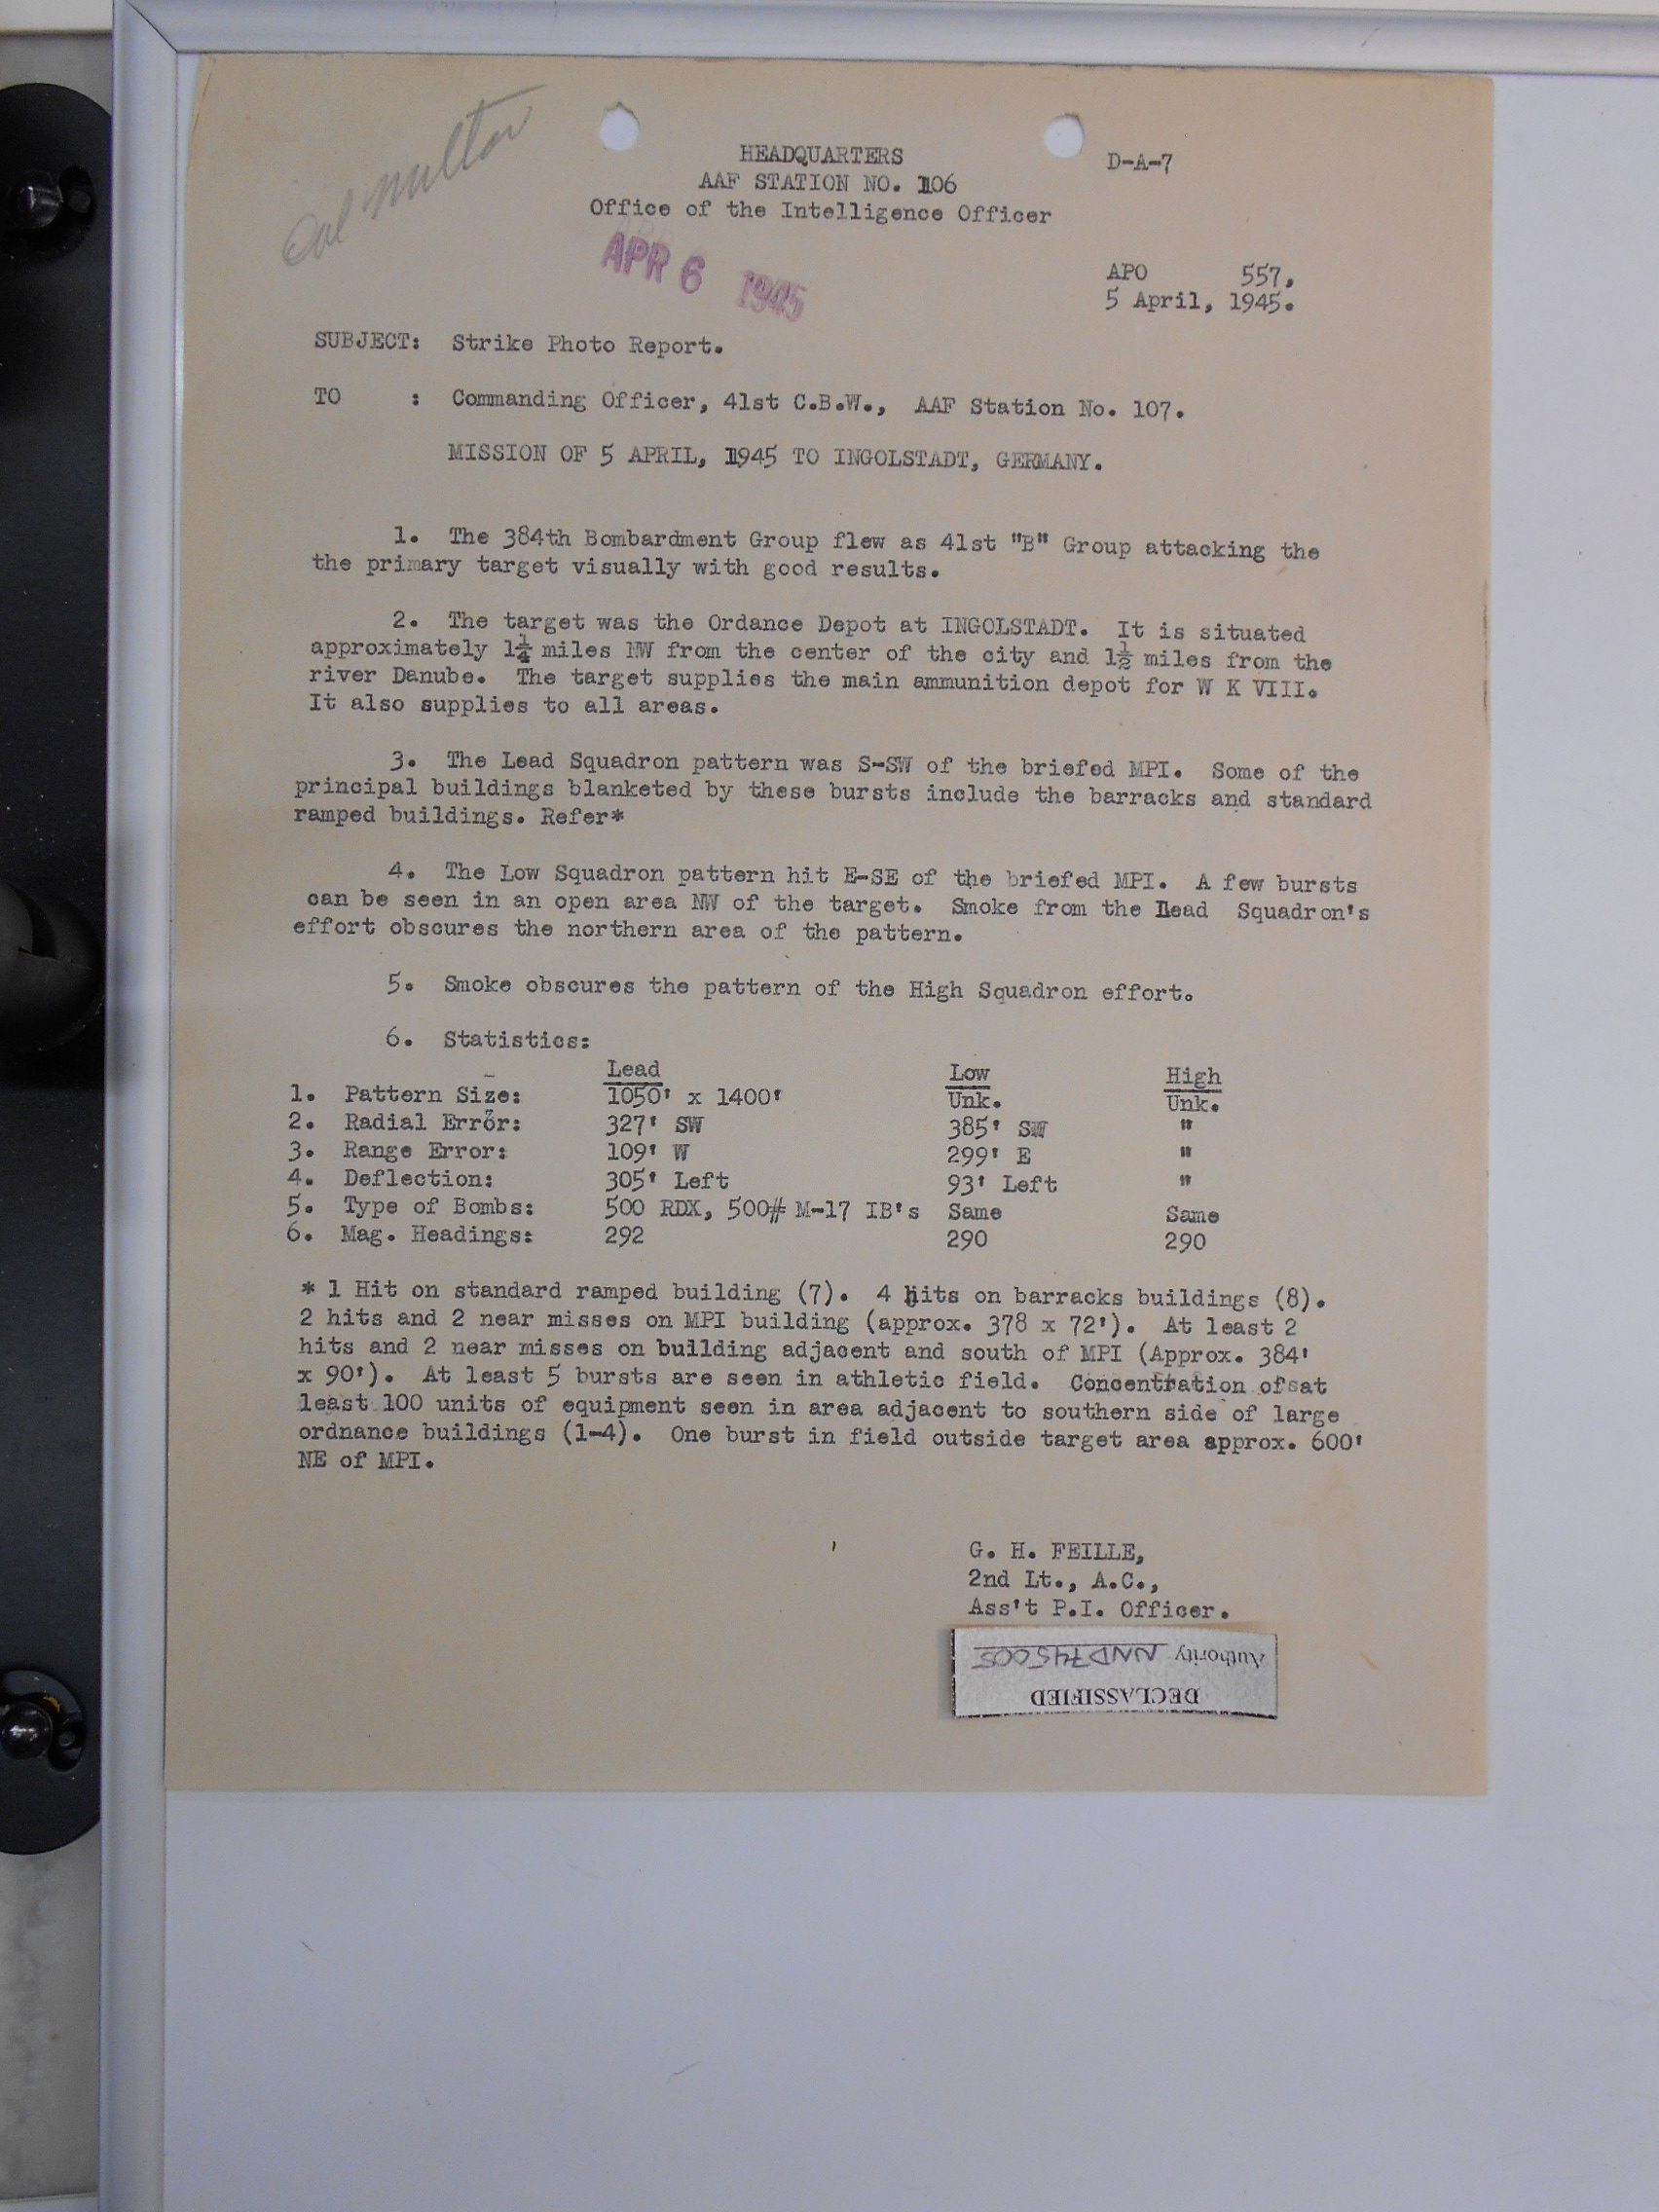 Col Multor
HEADQUARTERS
D-A-7
AAF STATION NO. 106
Office of the Intelligence Officer
APR 6 1945
APO 557,
5 April, 1945.
SUBJECT: Strike Photo Report.
TO : Commanding Officer, 41st C.B.W., AAF Station No. 107.
MISSION OF 5 APRIL, 1945 TO INGOLSTADT, GERMANY.
1. The 384th Bombardment Group flew as 41st "B" Group attacking the
the primary target visually with good results.
2. The target was the Ordance Depot at INGOLSTADT. It is situated
approximately 1¼ miles NW from the center of the city and 1½ miles from the
river Danube. The target supplies the main ammunition depot for W K VIII.
It also supplies to all areas.
3. The Lead Squadron pattern was S-SW of the briefed MPI. Some of the
principal buildings blanketed by these bursts include the barracks and standard
ramped buildings. Refer*
4. The Low Squadron pattern hit E-SE of the briefed MPI. A few bursts
can be seen in an open area NW of the target. Smoke from the Lead Squadron's
effort obscures the northern area of the pattern.
5. Smoke obscures the pattern of the High Squadron effort.
6. Statistics:
Lead Low High
1. Pattern Size: 1050' x 1400' Unk. Unk.
2. Radial Error: 327' SW 385' SW "
3. Range Error: 109' W 299' E "
4. Deflection: 305' Left 93' Left "
5. Type of Bombs: 500 RDX, 500# M-17 IB's Same Same
6. Mag. Headings: 292 290 290
* 1 Hit on standard ramped building (7). 4 hits on barracks buildings (8).
2 hits and 2 near misses on MPI building (approx. 378 x 72'). At least 2
hits and 2 near misses on building adjacent and south of MPI (Approx. 384'
x 90'). At least 5 bursts are seen in athletic field. Concentration of at
least 100 units of equipment seen in area adjacent to southern side of large
ordnance buildings (1-4). One burst in field outside target area approx. 600'
NE of MPI.
G. H. FEILLE,
2nd Lt., A.C.,
Ass't P.I. Officer.
DECLASSIFIED
Authority NND745005